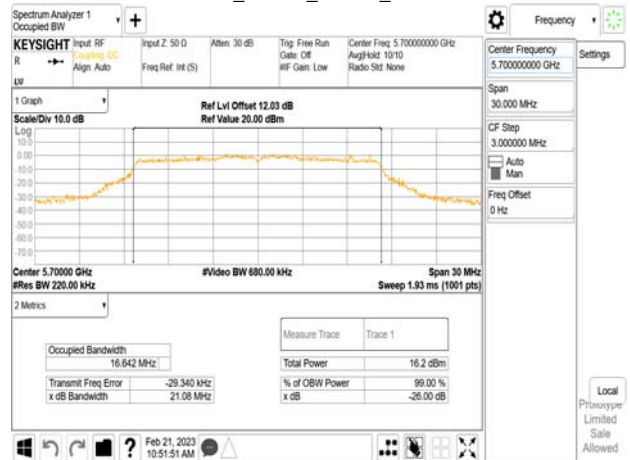 Spectrum Analyzer 1
Occupied BW
+
Frequency
KEYSIGHT
R
LXI
Input: RF
Coupling: DC
Align: Auto
Input Z: 50 Ω
Freq Ref: Int (S)
Atten: 30 dB
Trig: Free Run
Gate: Off
#IF Gain: Low
Center Freq: 5.700000000 GHz
Avg|Hold: 10/10
Radio Std: None
Center Frequency
5.700000000 GHz
Settings
Span
30.000 MHz
CF Step
3.000000 MHz
Auto
Man
Freq Offset
0 Hz
1 Graph
Scale/Div 10.0 dB
Ref Lvl Offset 12.03 dB
Ref Value 20.00 dBm
Log
10.0
0.00
-10.0
-20.0
-30.0
-40.0
-50.0
-60.0
-70.0
Center 5.70000 GHz
#Res BW 220.00 kHz
#Video BW 680.00 kHz
Span 30 MHz
Sweep 1.93 ms (1001 pts)
2 Metrics
Measure Trace Trace 1
Occupied Bandwidth
16.642 MHz
Total Power 16.2 dBm
Transmit Freq Error -29.340 kHz
% of OBW Power 99.00 %
x dB Bandwidth 21.08 MHz
x dB -26.00 dB
Local
Prototype
Limited
Sale
Allowed
?
Feb 21, 2023
10:51:51 AM